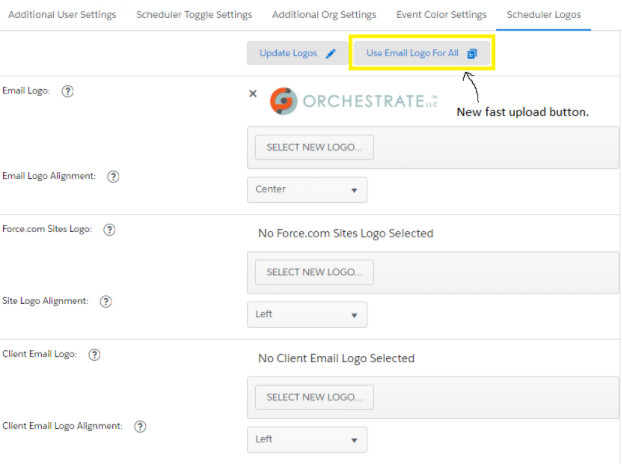 Additional User Settings Scheduler Toggle Settings Additional Org Settings Event Color Settings Scheduler Logos
Update Logos Use Email Logo For All
Email Logo: ? × ORCHESTRATE LLC
New fast upload button.
SELECT NEW LOGO...
Email Logo Alignment: ?
Center
Force.com Sites Logo: ? No Force.com Sites Logo Selected
SELECT NEW LOGO...
Site Logo Alignment: ?
Left
Client Email Logo: ? No Client Email Logo Selected
SELECT NEW LOGO...
Client Email Logo Alignment: ?
Left